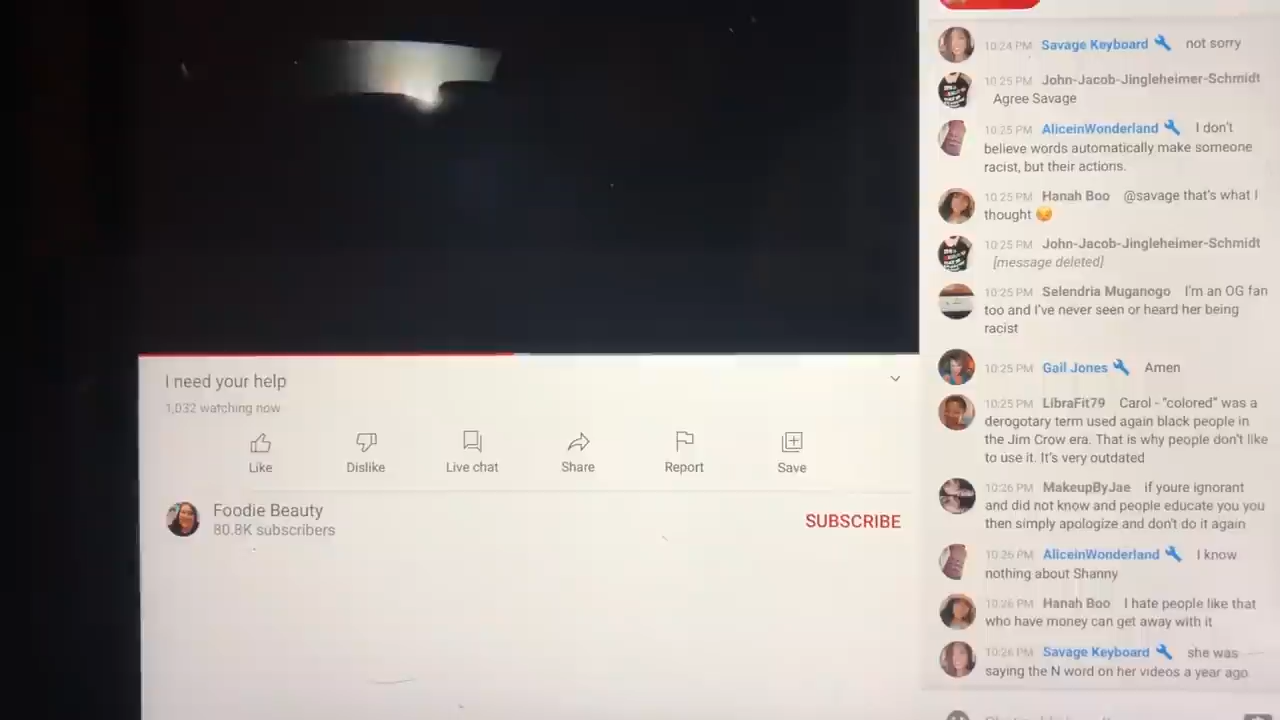 10:24 PM Savage Keyboard not sorry
10:25 PM John-Jacob-Jingleheimer-Schmidt
Agree Savage
10:25 PM AliceinWonderland I don't
believe words automatically make someone
racist, but their actions.
10:25 PM Hanah Boo @savage that's what I
thought
10:25 PM John-Jacob-Jingleheimer-Schmidt
[message deleted]
10:25 PM Selendria Muganogo I'm an OG fan
too and I've never seen or heard her being
racist
10:25 PM Gail Jones Amen
10:25 PM LibraFit79 Carol - "colored" was a
derogotary term used again black people in
the Jim Crow era. That is why people don't like
to use it. It's very outdated
10:26 PM MakeupByJae if youre ignorant
and did not know and people educate you you
then simply apologize and don't do it again
10:26 PM AliceinWonderland I know
nothing about Shanny
10:26 PM Hanah Boo I hate people like that
who have money can get away with it
10:26 PM Savage Keyboard she was
saying the N word on her videos a year ago
I need your help
1,032 watching now
Like
Dislike
Live chat
Share
Report
Save
Foodie Beauty
80.8K subscribers
SUBSCRIBE